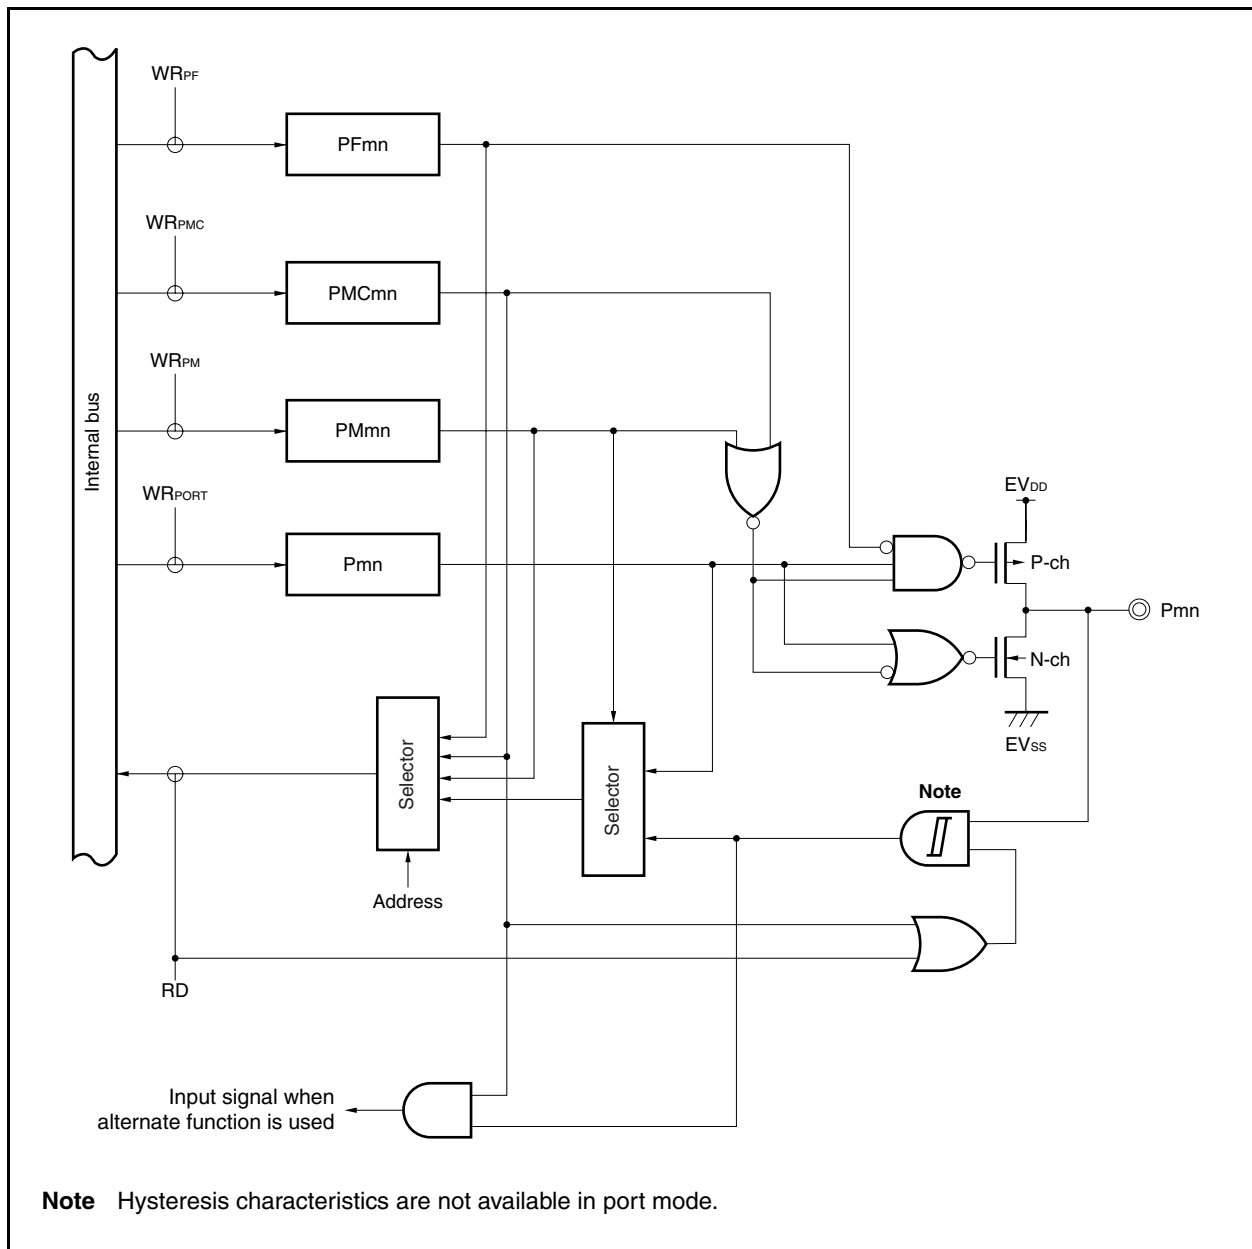 WRPF
PFmn
WRPMC
PMCmn
WRPM
PMmn
Internal bus
WRPORT
Pmn
EVDD
P-ch
Pmn
N-ch
EVSS
Selector
Selector
Note
Address
RD
Input signal when
alternate function is used
Note Hysteresis characteristics are not available in port mode.